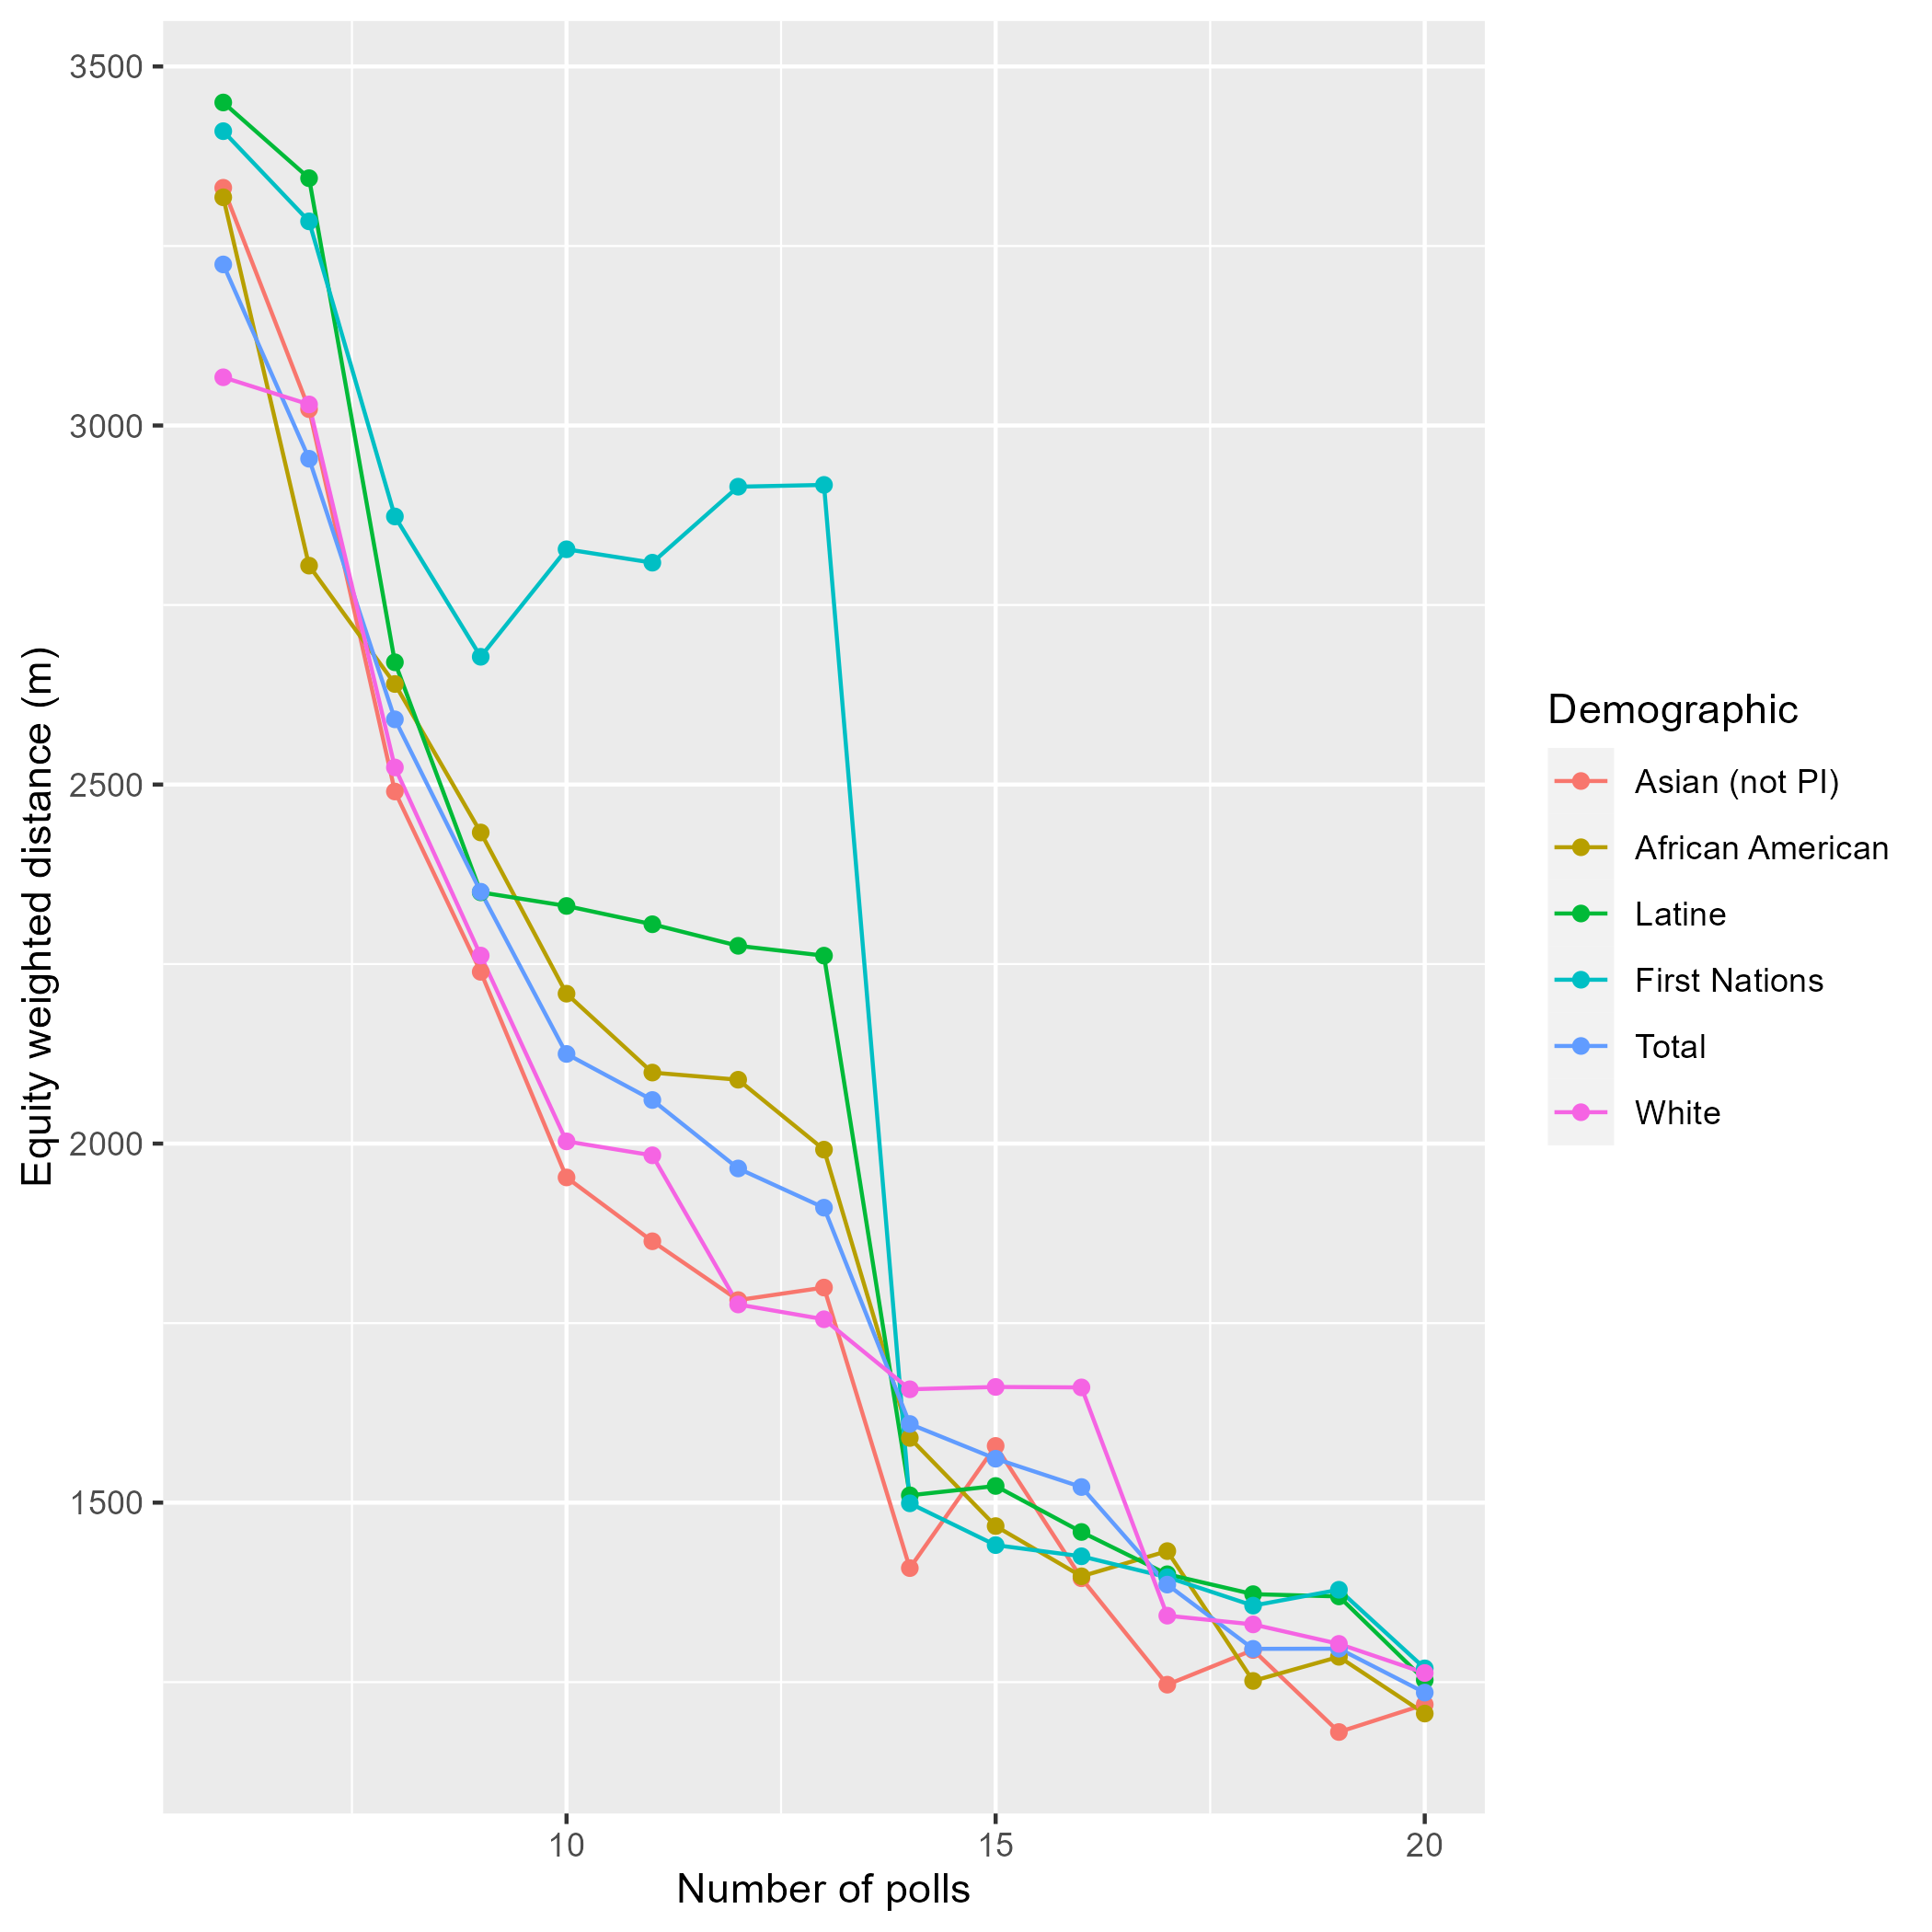 3500
3000
2500
2000
1500
Equity weighted distance (m)
10
15
20
Number of polls
Demographic
Asian (not PI)
African American
Latine
First Nations
Total
White